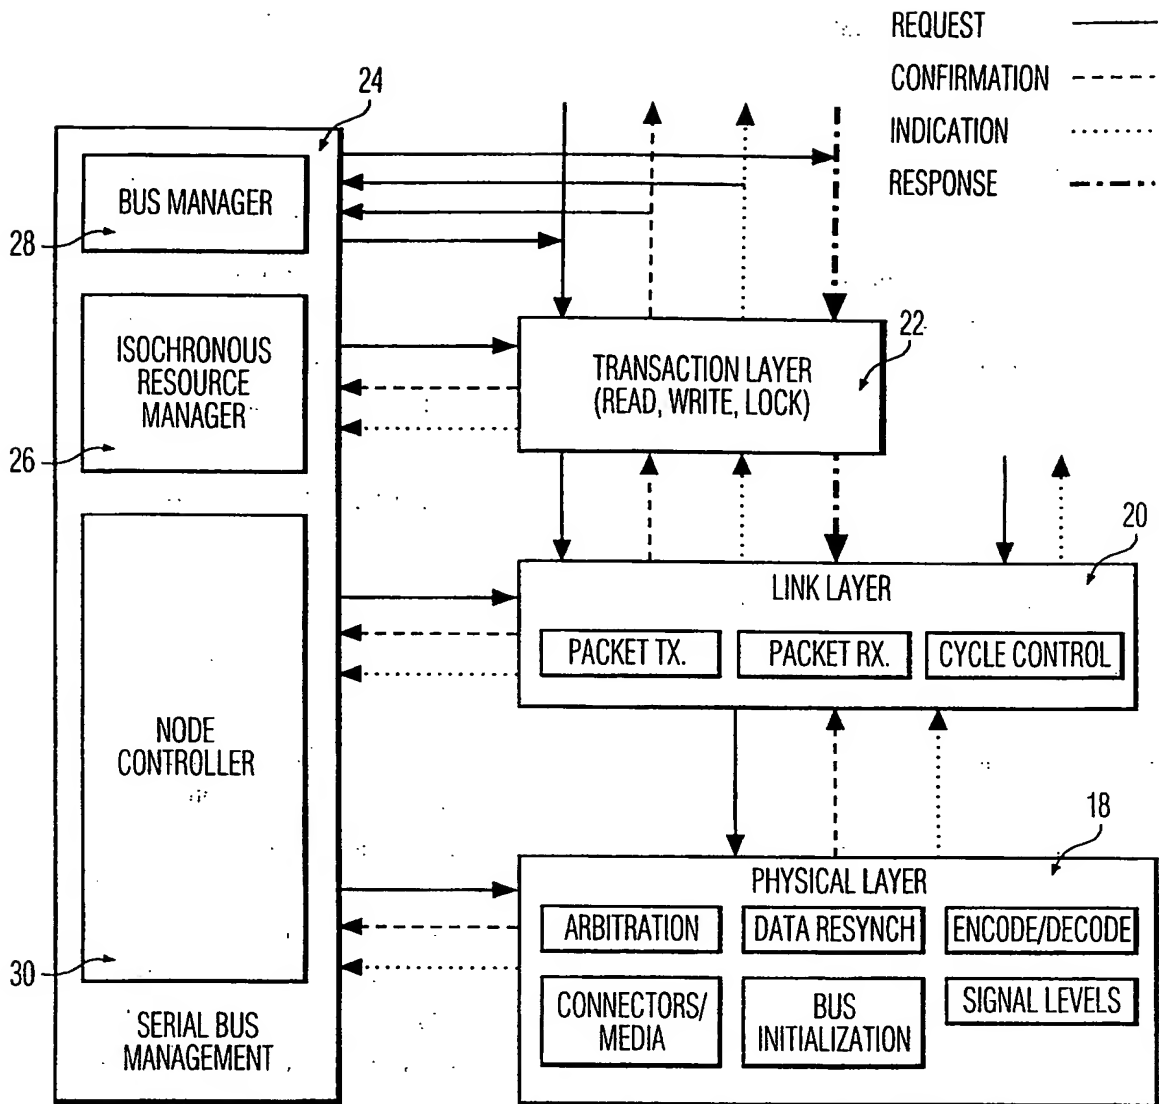 REQUEST
CONFIRMATION
INDICATION
RESPONSE
24
BUS MANAGER
28
ISOCHRONOUS
RESOURCE
MANAGER
26
22
TRANSACTION LAYER
(READ, WRITE, LOCK)
20
LINK LAYER
PACKET TX.
PACKET RX.
CYCLE CONTROL
NODE
CONTROLLER
30
SERIAL BUS
MANAGEMENT
18
PHYSICAL LAYER
ARBITRATION
DATA RESYNCH
ENCODE/DECODE
CONNECTORS/
MEDIA
BUS
INITIALIZATION
SIGNAL LEVELS